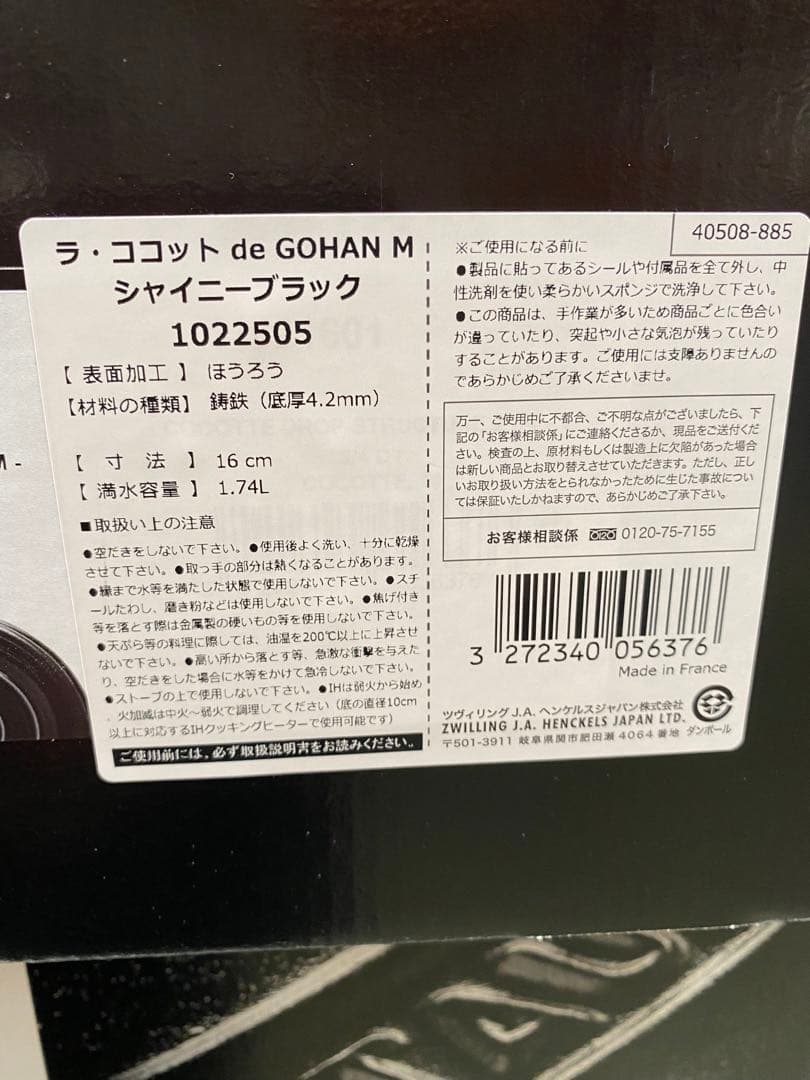 ラ・ココット de GOHAN M
シャイニーブラック
1022505
【 表面加工 】 ほうろう
【材料の種類】 鋳鉄（底厚4.2mm）
【 寸 法 】 16 cm
【 満水容量 】 1.74L
■取扱い上の注意
●空だきをしないで下さい。●使用後よく洗い、十分に乾燥
させて下さい。●取っ手の部分は熱くなることがあります。
●縁まで水等を満たした状態で使用しないで下さい。●スチ
ールたわし、磨き粉などは使用しないで下さい。●焦げ付き
等を落とす際は金属製の硬いもの等を使用しないで下さい。
●天ぷら等の料理に際しては、油温を200℃以上に上昇させ
ないで下さい。●高い所から落とす等、急激な衝撃を与えた
り、空だきをした場合に水等をかけて急冷しないで下さい。
●ストーブの上で使用しないで下さい。●IHは弱火から始め
、火加減は中火～弱火で調理してください（底の直径10cm
以上に対応するIHクッキングヒーターで使用可能です）
ご使用前には、必ず取扱説明書をお読みください。
40508-885
※ご使用になる前に
●製品に貼ってあるシールや付属品を全て外し、中
性洗剤を使い柔らかいスポンジで洗浄して下さい。
●この商品は、手作業が多いため商品ごとに色合い
が違っていたり、突起や小さな気泡が残っていたり
することがあります。ご使用には支障ありませんの
であらかじめご了承くださいませ。
万一、ご使用中に不都合、ご不明な点がございましたら、下
記の「お客様相談係」にご連絡くださるか、現品をご送付くだ
さい。検査の上、原材料もしくは製造上に欠陥があった場合
は新しい商品とお取り替えさせていただきます。ただし、正し
いお取り扱い方法をとられなかったために生じた事故につい
ては保証いたしかねますので、あらかじめご了承下さい。
お客様相談係 0120-75-7155
3 272340 056376
Made in France
ツヴィリング J.A. ヘンケルスジャパン株式会社
ZWILLING J.A. HENCKELS JAPAN LTD.
〒501-3911 岐阜県関市肥田瀬 4064 番地
ダンボール
M -